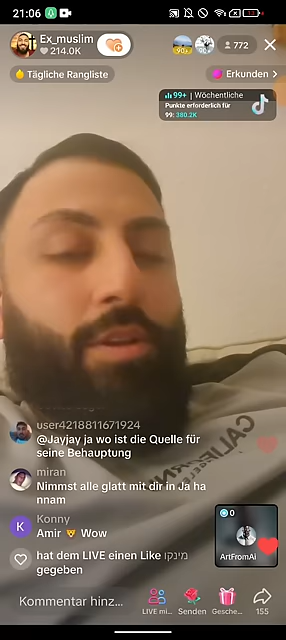 21:06
Ex_muslim
214.0K
772
Tägliche Rangliste
Erkunden >
99+ | Wöchentliche
Punkte erforderlich für
99: 380.2K
CALIFORNIA
user4218811671924
@Jayjay ja wo ist die Quelle für
seine Behauptung
miran
Nimmst alle glatt mit dir in Ja ha
nnam
K Konny
Amir 🦁 Wow
hat dem LIVE einen Like מינקו
gegeben
0
ArtFromAi
Kommentar hinz...
LIVE mi...
Senden
Gesche...
155